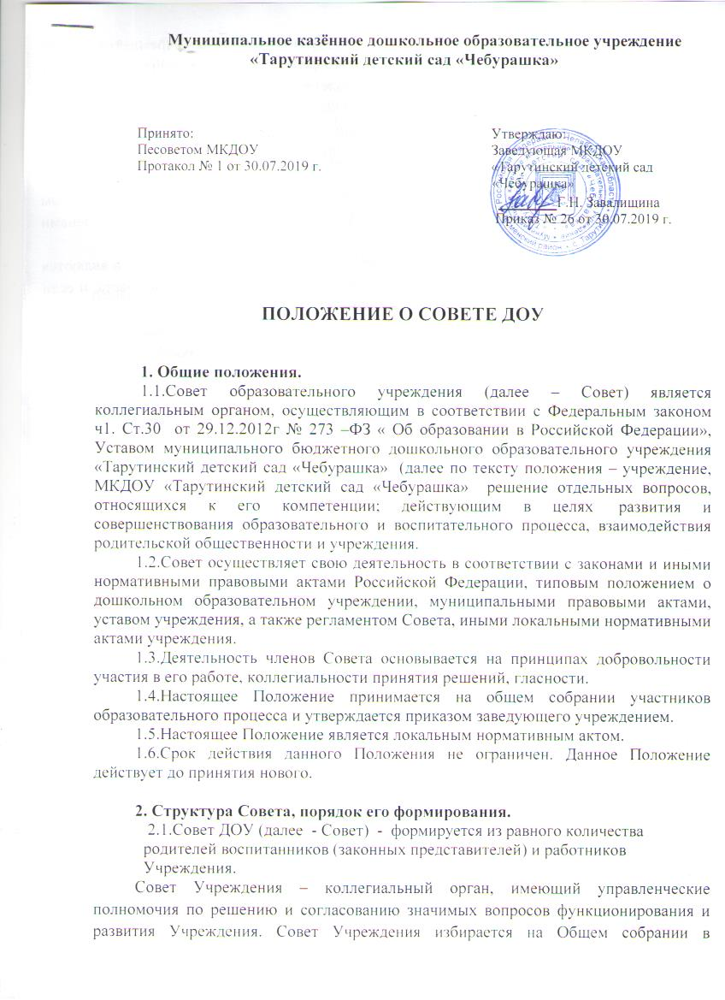 Муниципальное казённое дошкольное образовательное учреждение
«Тарутинский детский сад «Чебурашка»
Принято:
Песоветом МКДОУ
Протакол № 1 от 30.07.2019 г.
Утверждаю:
Заведующая МКДОУ
«Тарутинский детский сад
«Чебурашка»
Г.Н. Завалищина
Приказ № 26 от 30.07.2019 г.
ПОЛОЖЕНИЕ О СОВЕТЕ ДОУ
1. Общие положения.
1.1.Совет образовательного учреждения (далее – Совет) является
коллегиальным органом, осуществляющим в соответствии с Федеральным законом
ч1. Ст.30 от 29.12.2012г № 273 –ФЗ « Об образовании в Российской Федерации»,
Уставом муниципального бюджетного дошкольного образовательного учреждения
«Тарутинский детский сад «Чебурашка» (далее по тексту положения – учреждение,
МКДОУ «Тарутинский детский сад «Чебурашка» решение отдельных вопросов,
относящихся к его компетенции; действующим в целях развития и
совершенствования образовательного и воспитательного процесса, взаимодействия
родительской общественности и учреждения.
1.2.Совет осуществляет свою деятельность в соответствии с законами и иными
нормативными правовыми актами Российской Федерации, типовым положением о
дошкольном образовательном учреждении, муниципальными правовыми актами,
уставом учреждения, а также регламентом Совета, иными локальными нормативными
актами учреждения.
1.3.Деятельность членов Совета основывается на принципах добровольности
участия в его работе, коллегиальности принятия решений, гласности.
1.4.Настоящее Положение принимается на общем собрании участников
образовательного процесса и утверждается приказом заведующего учреждением.
1.5.Настоящее Положение является локальным нормативным актом.
1.6.Срок действия данного Положения не ограничен. Данное Положение
действует до принятия нового.
2. Структура Совета, порядок его формирования.
2.1.Совет ДОУ (далее - Совет) - формируется из равного количества
родителей воспитанников (законных представителей) и работников
Учреждения.
Совет Учреждения – коллегиальный орган, имеющий управленческие
полномочия по решению и согласованию значимых вопросов функционирования и
развития Учреждения. Совет Учреждения избирается на Общем собрании в